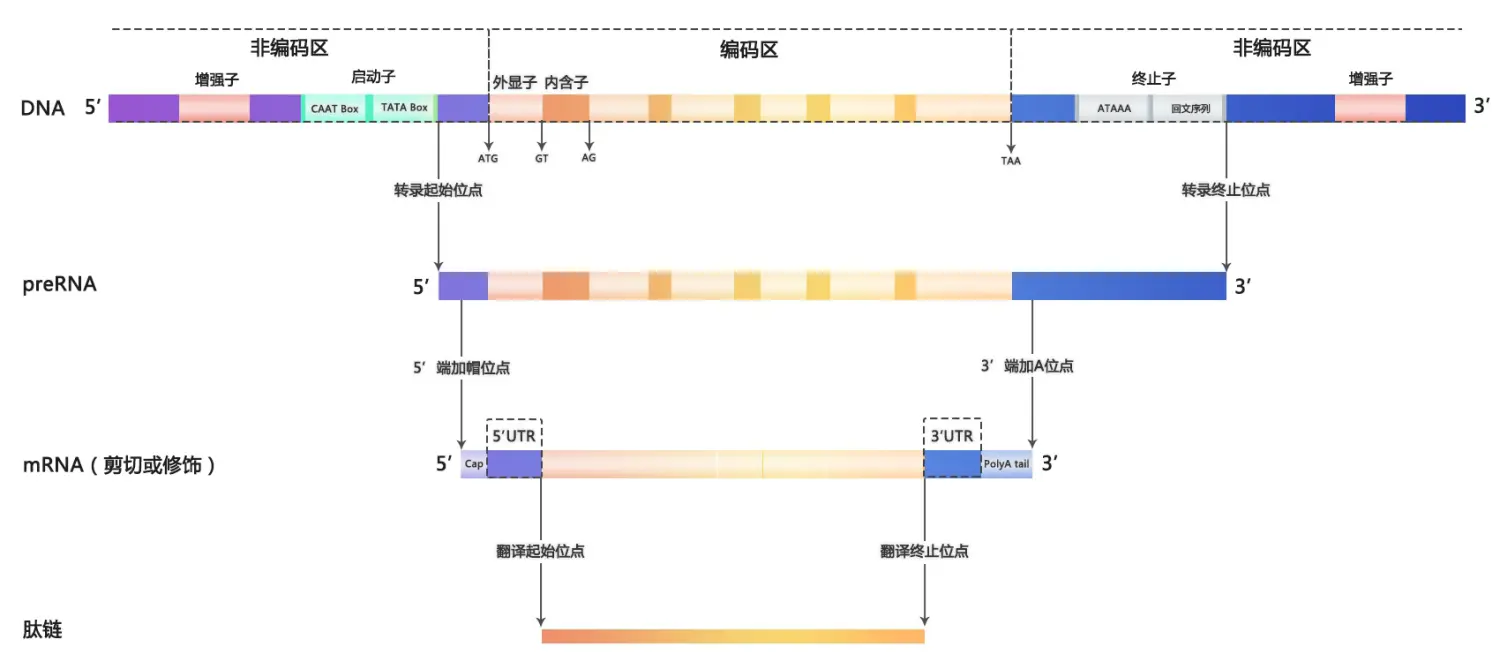 非编码区 编码区 非编码区
增强子 启动子 外显子 内含子 终止子 增强子
DNA 5’ CAAT Box TATA Box ATAAA 回文序列 3’
ATG GT AG TAA
转录起始位点 转录终止位点
preRNA 5’ 3’
5’ 端加帽位点 3’ 端加A位点
5’UTR 3’UTR
mRNA（剪切或修饰） 5’ Cap PolyA tail 3’
翻译起始位点 翻译终止位点
肽链